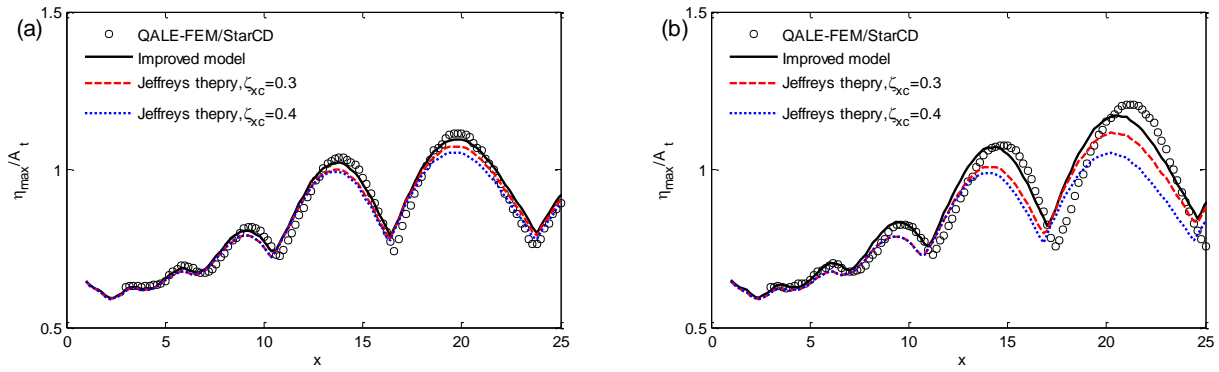 (a)
QALE-FEM/StarCD
Improved model
Jeffreys thepry,ζxc=0.3
Jeffreys thepry,ζxc=0.4
ηmax/At
1.5
1
0.5
0 5 10 15 20 25
x
(b)
QALE-FEM/StarCD
Improved model
Jeffreys thepry,ζxc=0.3
Jeffreys thepry,ζxc=0.4
ηmax/At
1.5
1
0.5
0 5 10 15 20 25
x